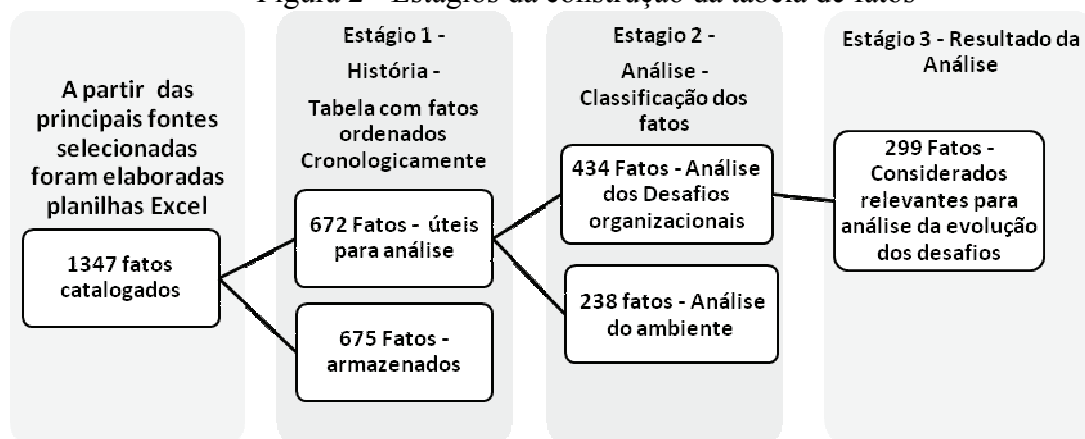 Figura 2 - Estágios da construção da tabela de fatos
A partir das
principais fontes
selecionadas
foram elaboradas
planilhas Excel
1347 fatos
catalogados
Estágio 1 -
História -
Tabela com fatos
ordenados
Cronologicamente
672 Fatos - úteis
para análise
675 Fatos -
armazenados
Estagio 2 -
Análise -
Classificação dos
fatos
434 Fatos - Análise
dos Desafios
organizacionais
238 fatos - Análise
do ambiente
Estágio 3 - Resultado da
Análise
299 Fatos -
Considerados
relevantes para
análise da evolução
dos desafios